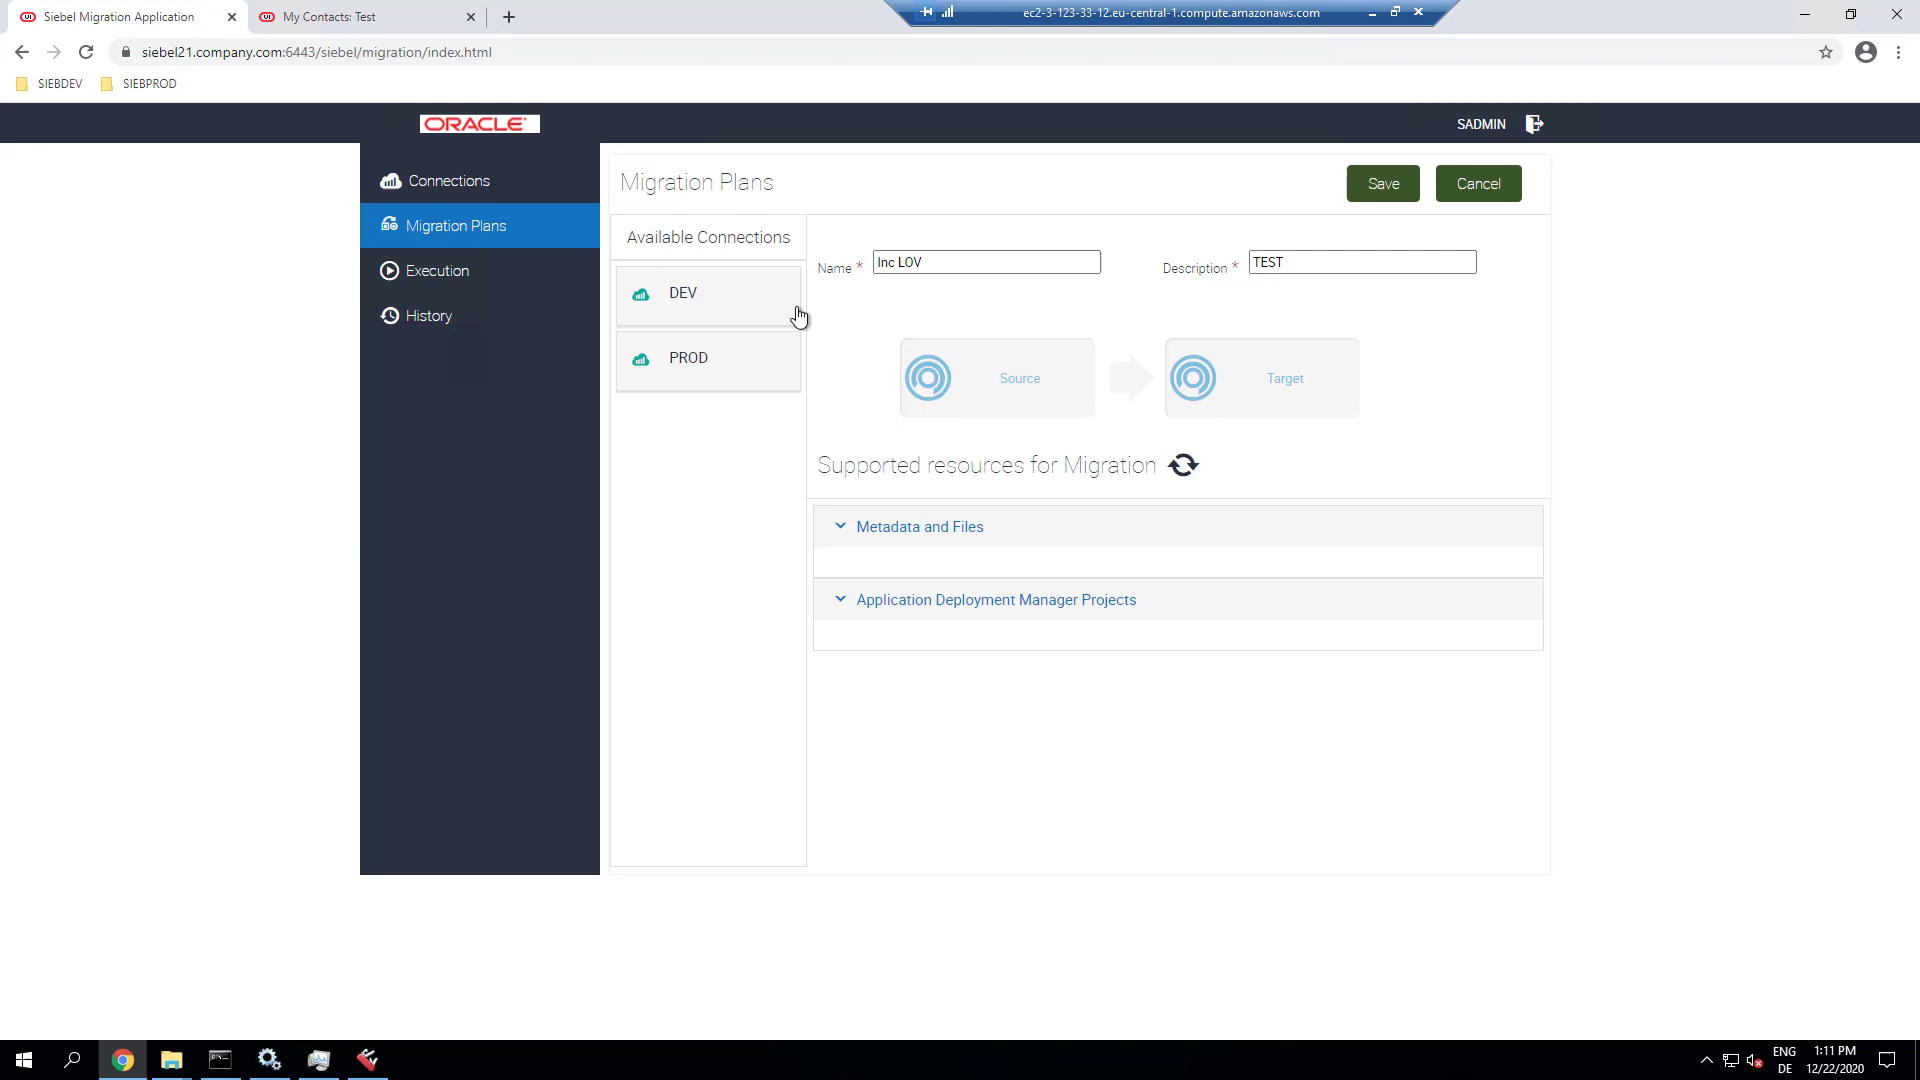 Siebel Migration Application
My Contacts: Test
ec2-3-123-33-12.eu-central-1.compute.amazonaws.com
siebel21.company.com:6443/siebel/migration/index.html
SIEBDEV
SIEBPROD
ORACLE
SADMIN
Connections
Migration Plans
Execution
History
Migration Plans
Save
Cancel
Available Connections
DEV
PROD
Name *
Inc LOV
Description *
TEST
Source
Target
Supported resources for Migration
Metadata and Files
Application Deployment Manager Projects
ENG
DE
1:11 PM
12/22/2020